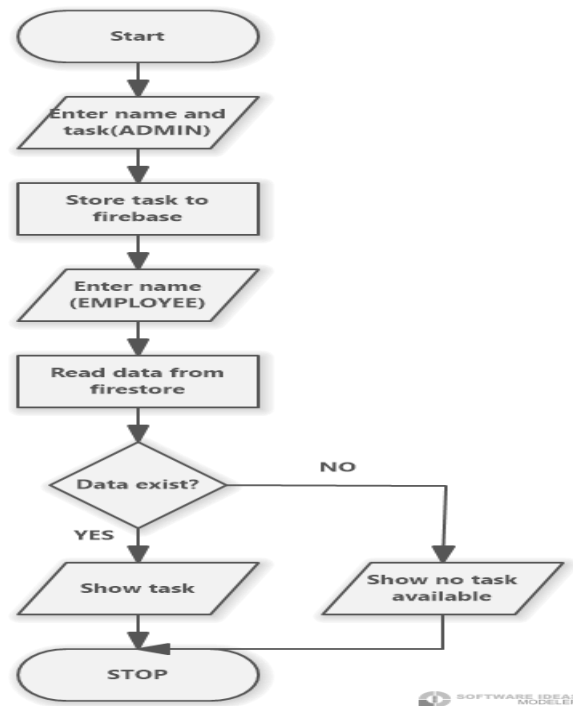 Start
Enter name and
task(ADMIN)
Store task to
firebase
Enter name
(EMPLOYEE)
Read data from
firestore
Data exist?
NO
YES
Show task
Show no task
available
STOP
SOFTWARE IDEAS
MODELER